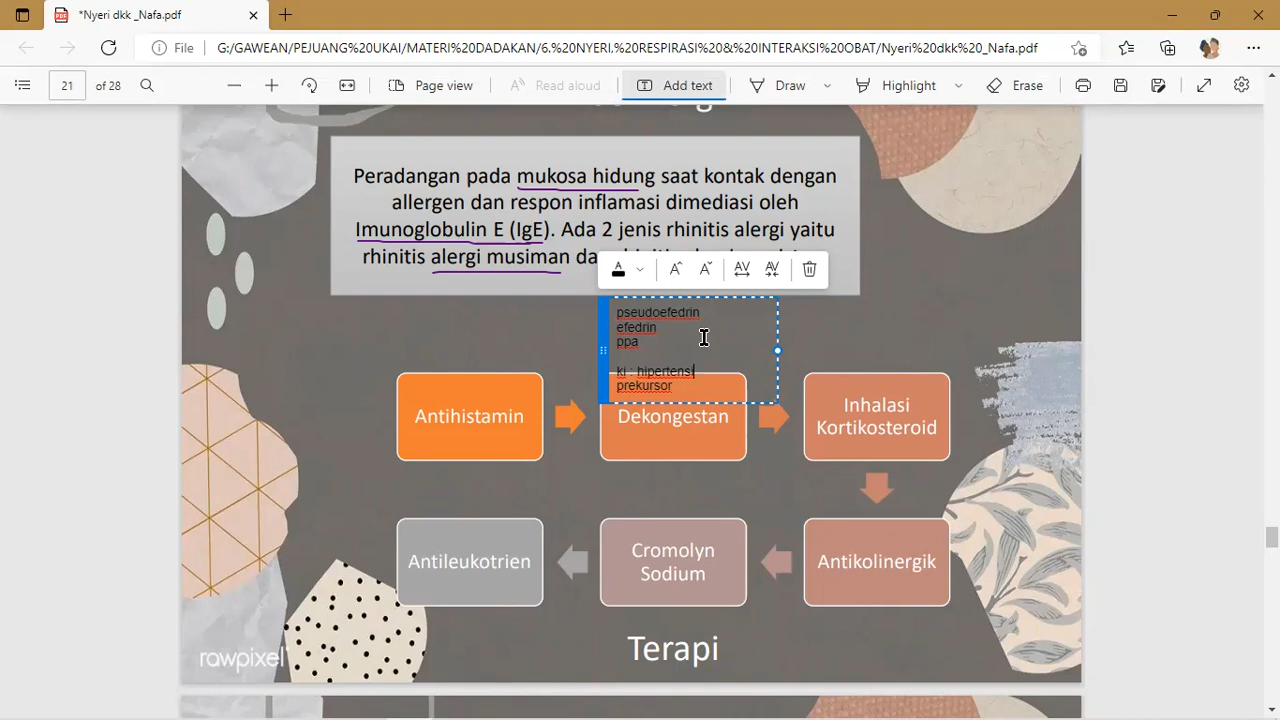 *Nyeri dkk _Nafa.pdf
File
G:/GAWEAN/PEJUANG%20UKAI/MATERI%20DADAKAN/6.%20NYERI,%20RESPIRASI%20&%20INTERAKSI%20OBAT/Nyeri%20dkk%20_Nafa.pdf
21 of 28
Page view
Read aloud
Add text
Draw
Highlight
Erase
Peradangan pada mukosa hidung saat kontak dengan
allergen dan respon inflamasi dimediasi oleh
Imunoglobulin E (IgE). Ada 2 jenis rhinitis alergi yaitu
rhinitis alergi musiman
pseudoefedrin
efedrin
ppa
ki : hipertensi
prekursor
Antihistamin
Dekongestan
Inhalasi
Kortikosteroid
Antileukotrien
Cromolyn
Sodium
Antikolinergik
Terapi
rawpixel